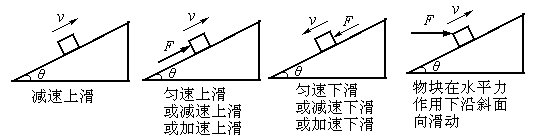 v
θ
减速上滑
v
F
θ
匀速上滑
或减速上滑
或加速上滑
v
F
θ
匀速下滑
或减速下滑
或加速下滑
F
v
θ
物块在水平力
作用下沿斜面
向滑动